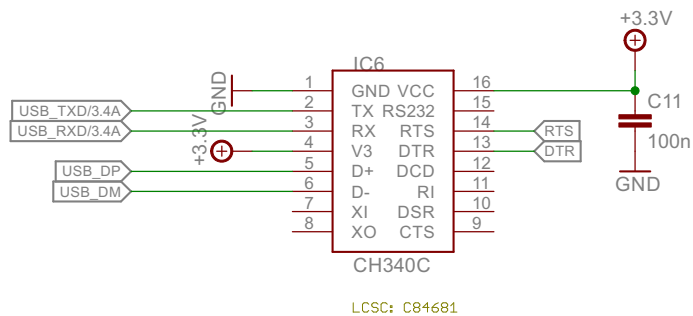 +3.3V
IC6
GND
1 GND VCC 16
USB_TXD/3.4A 2 TX RS232 15
C11
USB_RXD/3.4A 3 RX RTS 14 RTS
100n
+3.3V 4 V3 DTR 13 DTR
USB_DP 5 D+ DCD 12
GND
USB_DM 6 D- RI 11
7 XI DSR 10
8 XO CTS 9
CH340C
LCSC: C84681